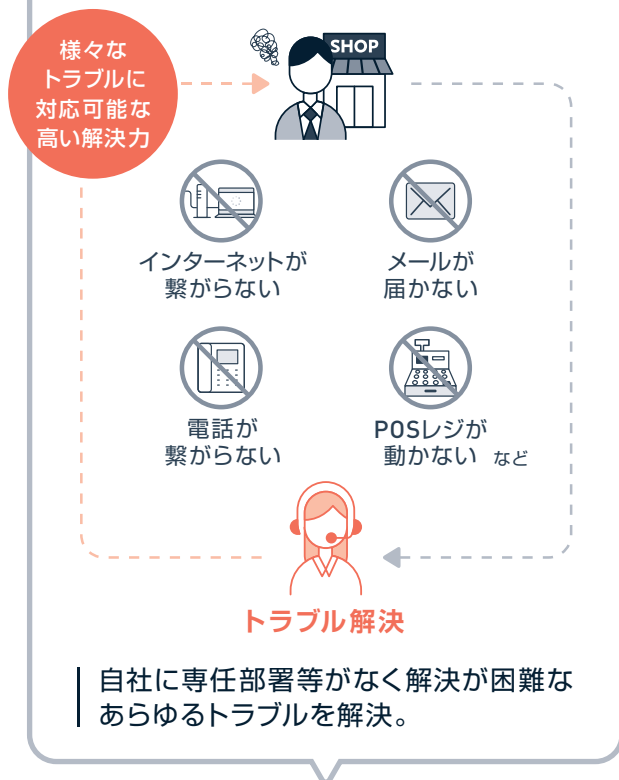 様々な
トラブルに
対応可能な
高い解決力
SHOP
インターネットが
繋がらない
メールが
届かない
電話が
繋がらない
POSレジが
動かない など
トラブル解決
自社に専任部署等がなく解決が困難な
あらゆるトラブルを解決。